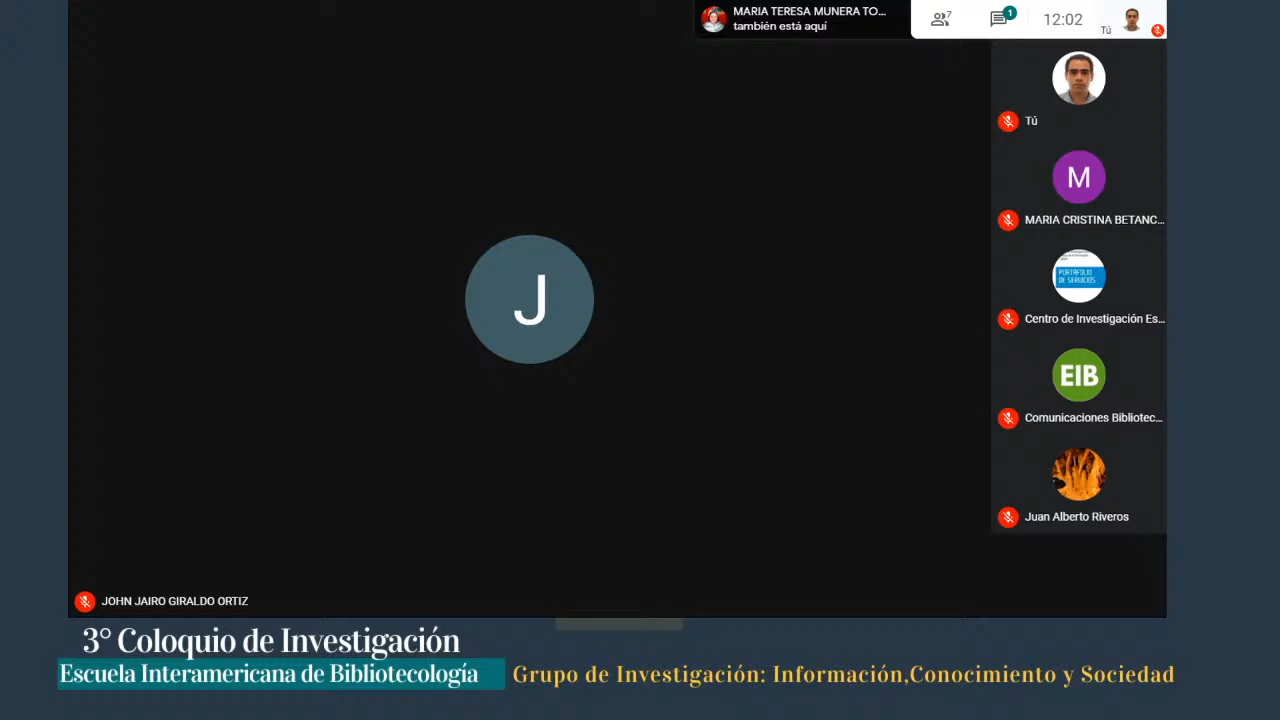 MARIA TERESA MUNERA TO...
también está aquí
7
1
12:02
Tú
Tú
M
MARIA CRISTINA BETANC...
PORTAFOLIO
DE SERVICIOS
Centro de Investigación Es...
EIB
Comunicaciones Bibliotec...
Juan Alberto Riveros
J
JOHN JAIRO GIRALDO ORTIZ
3° Coloquio de Investigación
Escuela Interamericana de Bibliotecología
Grupo de Investigación: Información,Conocimiento y Sociedad